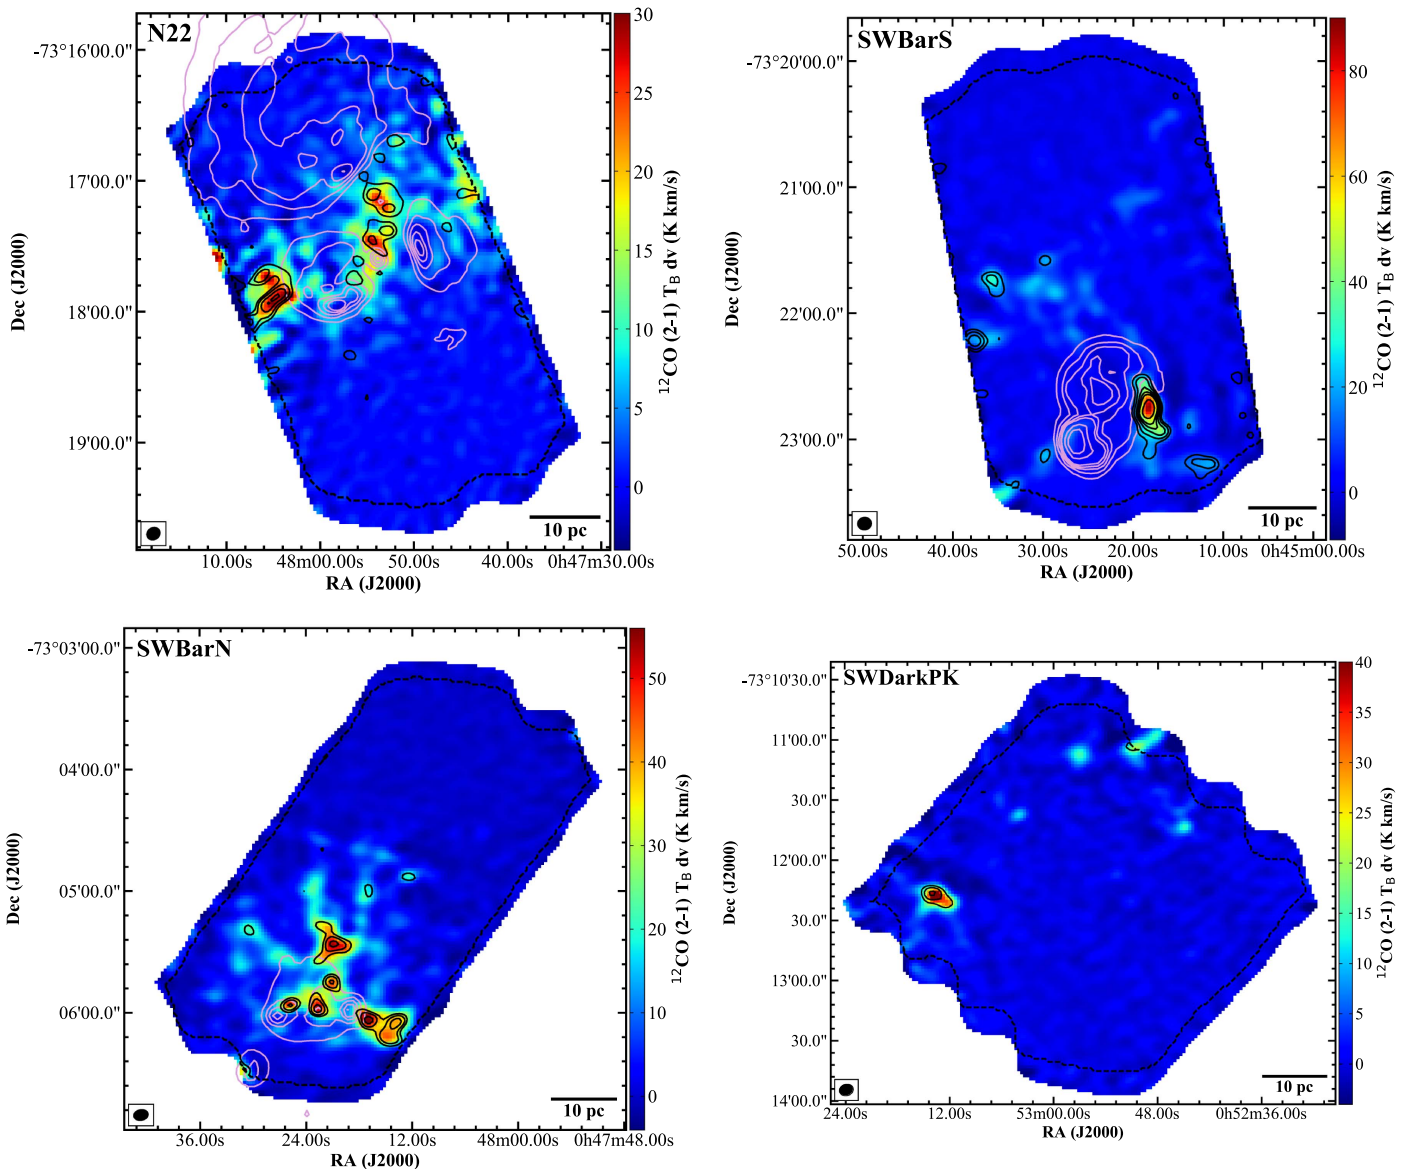 N22
-73°16'00.0"
17'00.0"
18'00.0"
19'00.0"
Dec (J2000)
10.00s 48m00.00s 50.00s 40.00s 0h47m30.00s
RA (J2000)
10 pc
30
25
20
15
10
5
0
12CO (2-1) TB dv (K km/s)
SWBarS
-73°20'00.0"
21'00.0"
22'00.0"
23'00.0"
Dec (J2000)
50.00s 40.00s 30.00s 20.00s 10.00s 0h45m00.00s
RA (J2000)
10 pc
80
60
40
20
0
12CO (2-1) TB dv (K km/s)
SWBarN
-73°03'00.0"
04'00.0"
05'00.0"
06'00.0"
Dec (J2000)
36.00s 24.00s 12.00s 48m00.00s 0h47m48.00s
RA (J2000)
10 pc
50
40
30
20
10
0
12CO (2-1) TB dv (K km/s)
SWDarkPK
-73°10'30.0"
11'00.0"
30.0"
12'00.0"
30.0"
13'00.0"
30.0"
14'00.0"
Dec (J2000)
24.00s 12.00s 53m00.00s 48.00s 0h52m36.00s
RA (J2000)
10 pc
40
35
30
25
20
15
10
5
0
12CO (2-1) TB dv (K km/s)